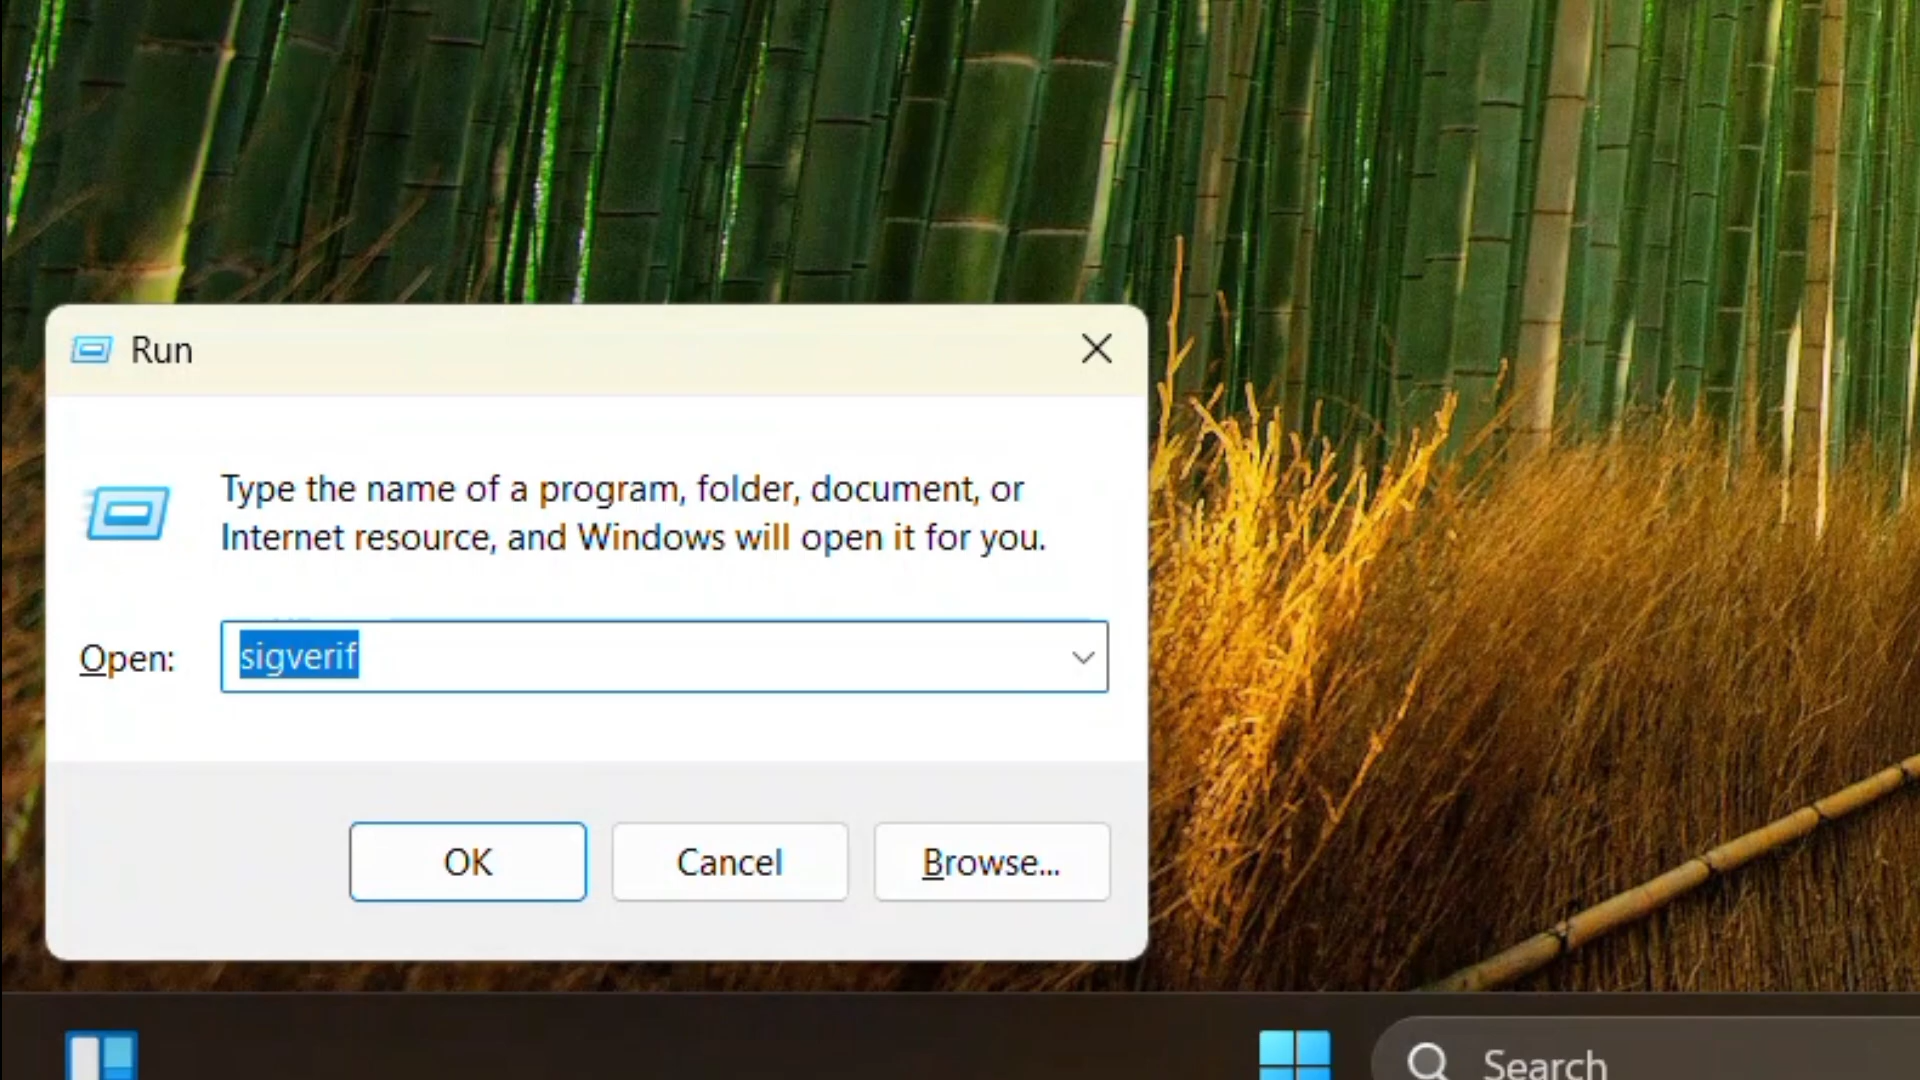 Run
Type the name of a program, folder, document, or
Internet resource, and Windows will open it for you.
Open:
sigverif
OK
Cancel
Browse...
Search